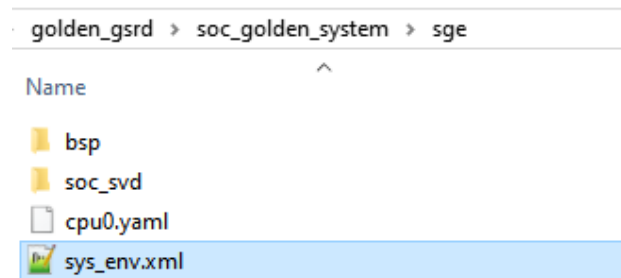 golden_gsrd > soc_golden_system > sge
Name
bsp
soc_svd
cpu0.yaml
sys_env.xml